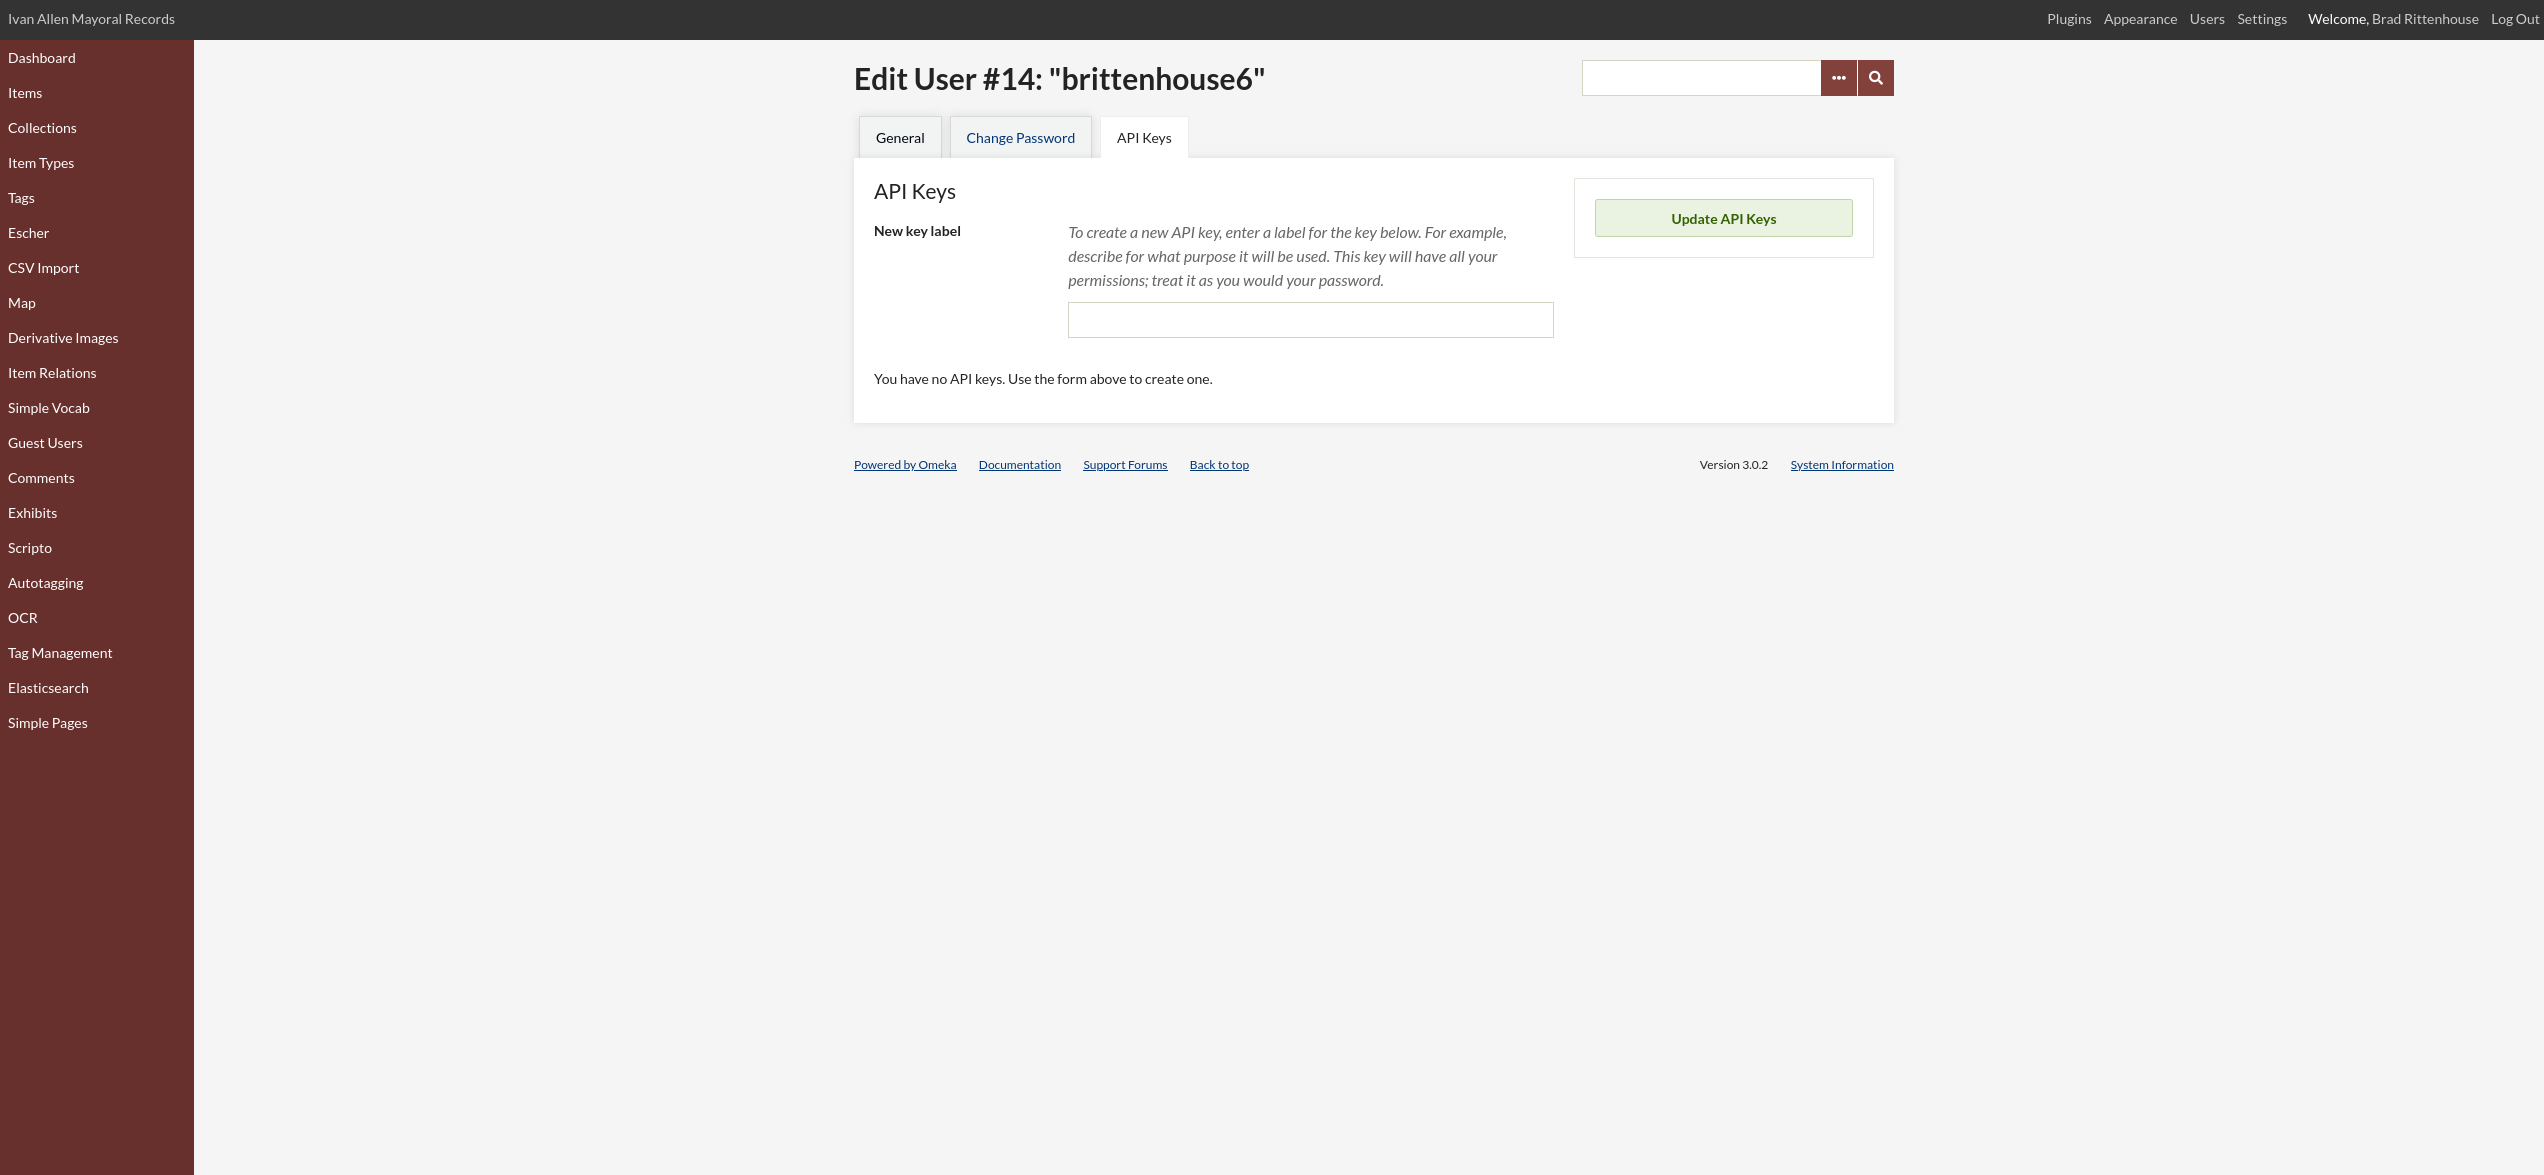 Ivan Allen Mayoral Records
Plugins Appearance Users Settings Welcome, Brad Rittenhouse Log Out
Dashboard
Items
Collections
Item Types
Tags
Escher
CSV Import
Map
Derivative Images
Item Relations
Simple Vocab
Guest Users
Comments
Exhibits
Scripto
Autotagging
OCR
Tag Management
Elasticsearch
Simple Pages
Edit User #14: "brittenhouse6"
General Change Password API Keys
API Keys
Update API Keys
New key label
To create a new API key, enter a label for the key below. For example,
describe for what purpose it will be used. This key will have all your
permissions; treat it as you would your password.
You have no API keys. Use the form above to create one.
Powered by Omeka Documentation Support Forums Back to top Version 3.0.2 System Information